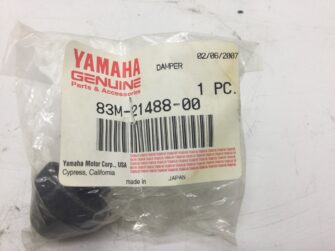 YAMAHA DAMPER 02/06/2007
GENUINE
Parts & Accessories 1 PC.
83M-21488-00
Yamaha Motor Corp., USA
Cypress, California
made in JAPAN